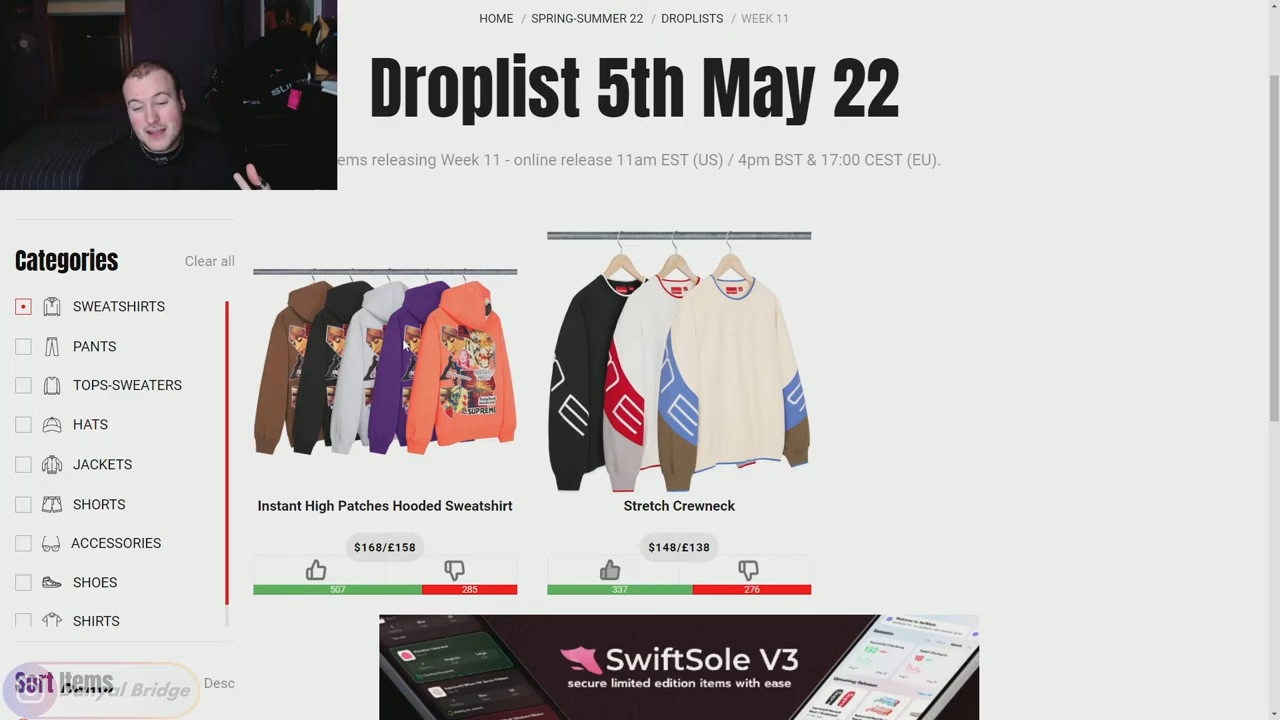 HOME / SPRING-SUMMER 22 / DROPLISTS / WEEK 11
Droplist 5th May 22
ems releasing Week 11 - online release 11am EST (US) / 4pm BST & 17:00 CEST (EU).
Categories
Clear all
SWEATSHIRTS
PANTS
TOPS-SWEATERS
HATS
JACKETS
SHORTS
ACCESSORIES
SHOES
SHIRTS
Sort Items
Desc
Bridge
SUPREME
Instant High Patches Hooded Sweatshirt
$168/£158
507
285
Stretch Crewneck
$148/£138
337
276
SwiftSole V3
secure limited edition items with ease